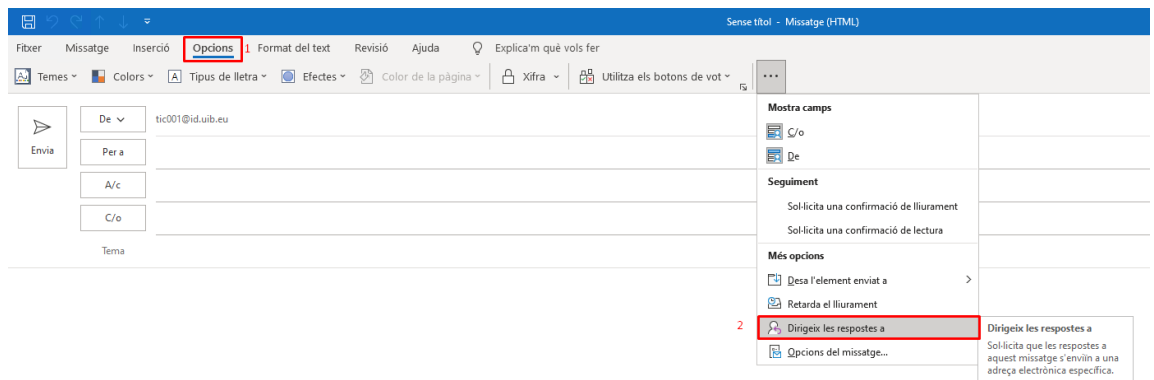 Sense títol - Missatge (HTML)
Fitxer Missatge Inserció Opcions 1 Format del text Revisió Ajuda Explica'm què vols fer
Temes Colors A Tipus de lletra Efectes Color de la pàgina Xifra Utilitza els botons de vot
Mostra camps
C/o
De
Seguiment
Sol·licita una confirmació de lliurament
Sol·licita una confirmació de lectura
Més opcions
Desa l'element enviat a
Retarda el lliurament
2 Dirigeix les respostes a
Opcions del missatge...
Dirigeix les respostes a
Sol·licita que les respostes a
aquest missatge s'enviïn a una
adreça electrònica específica.
Envia
De tic001@id.uib.eu
Per a
A/c
C/o
Tema